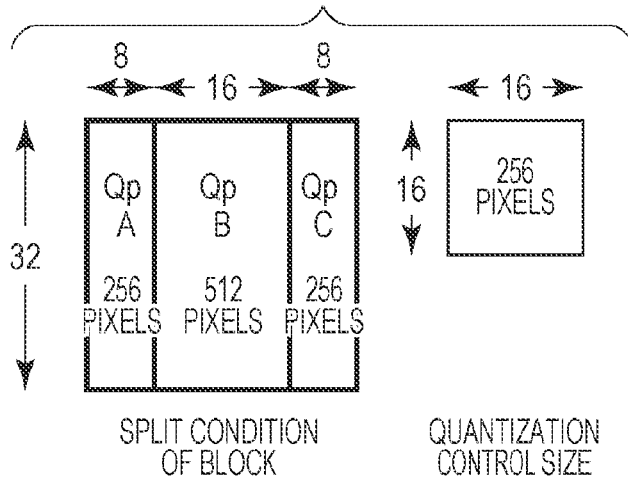 8 16 8
16
Qp Qp Qp
A B C
256 512 256
PIXELS PIXELS PIXELS
32
16
256
PIXELS
SPLIT CONDITION
OF BLOCK
QUANTIZATION
CONTROL SIZE